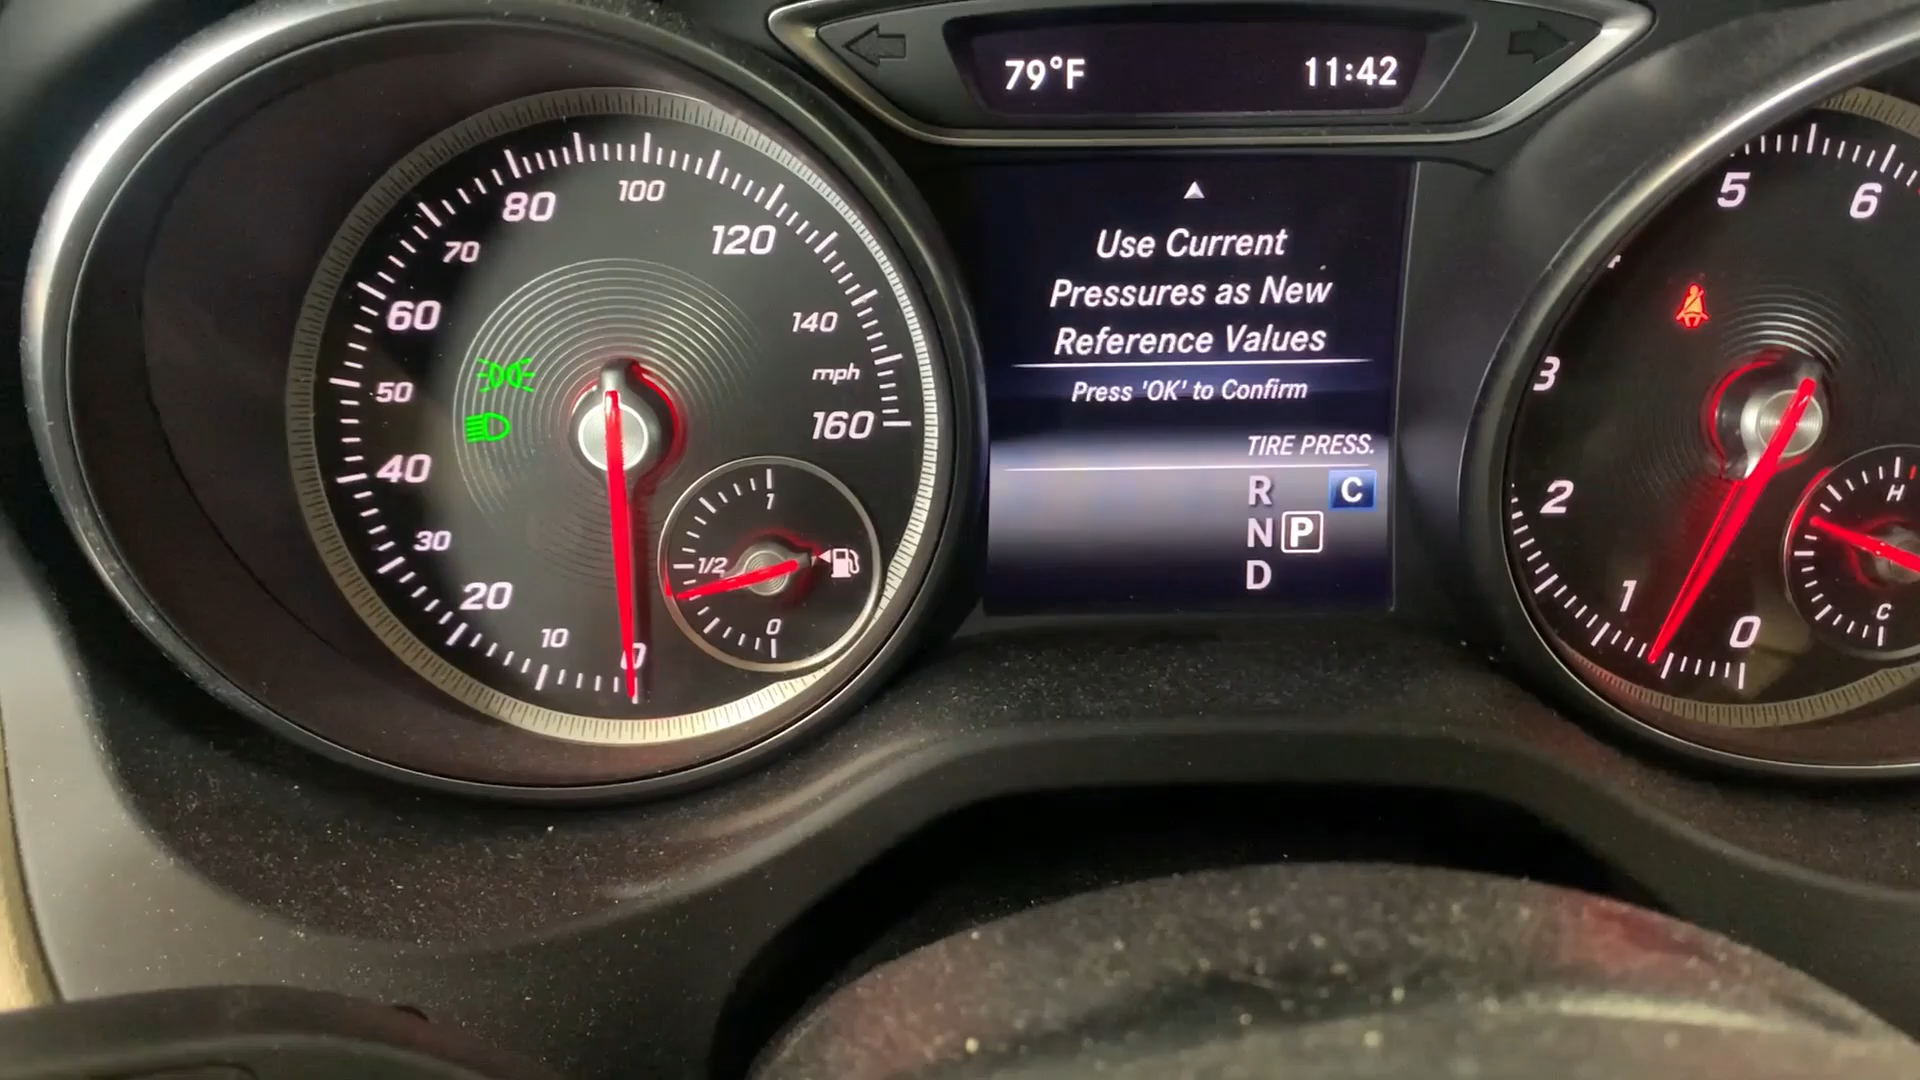 79°F 11:42
100
80
120
70
60
140
mph
50
160
40
30
20
10
0
1
1/2
0
Use Current
Pressures as New
Reference Values
Press 'OK' to Confirm
TIRE PRESS.
R C
N P
D
5
6
3
2
1
0
H
C